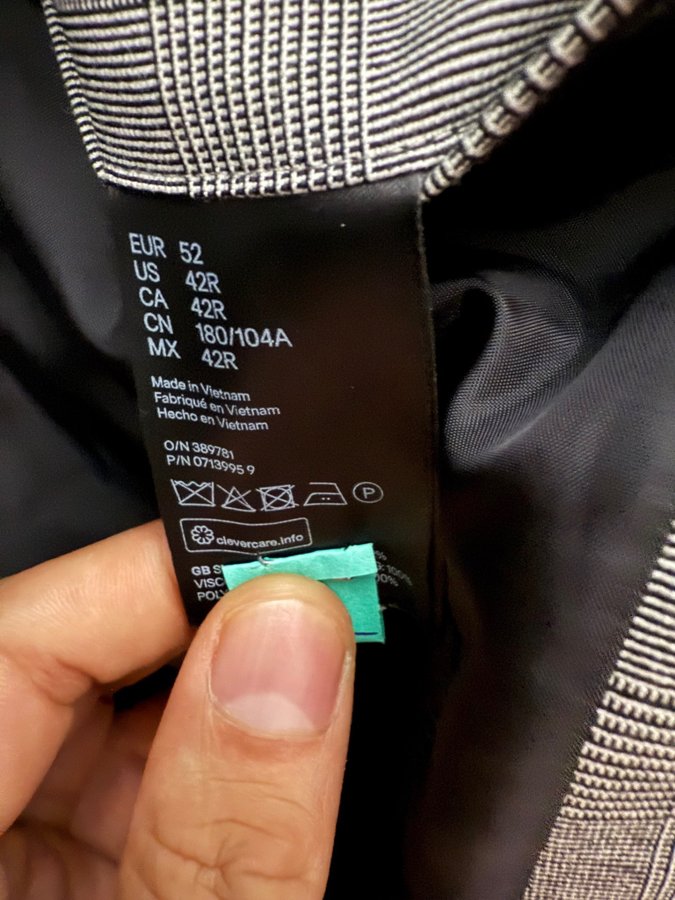 EUR 52
US 42R
CA 42R
CN 180/104A
MX 42R
Made in Vietnam
Fabriqué en Vietnam
Hecho en Vietnam
O/N 389781
P/N 0713995 9
P
clevercare.info
GB